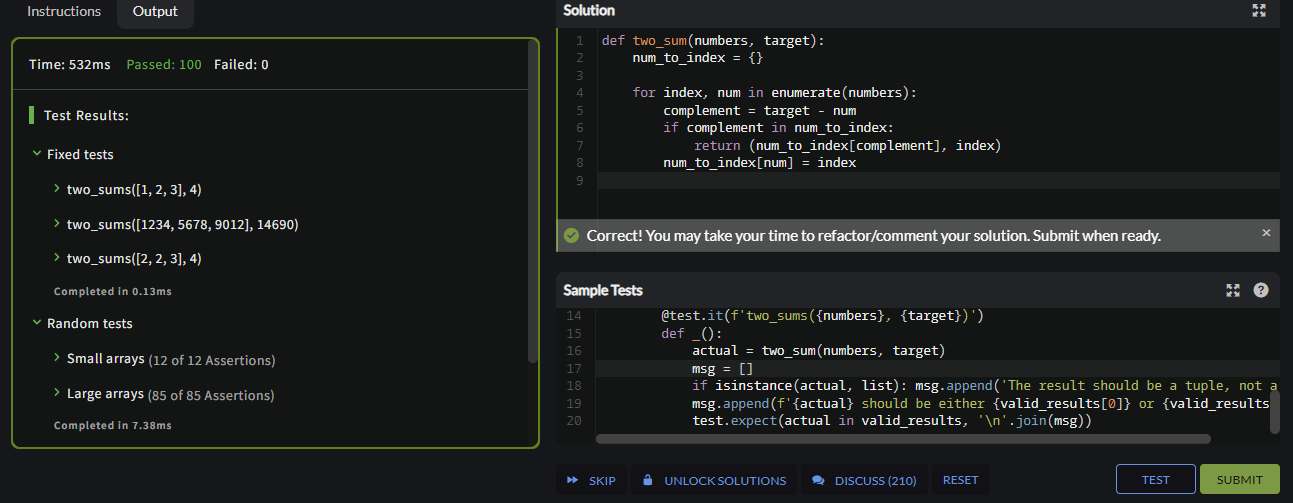 Instructions Output
Time: 532ms Passed: 100 Failed: 0
Test Results:
Fixed tests
two_sums([1, 2, 3], 4)
two_sums([1234, 5678, 9012], 14690)
two_sums([2, 2, 3], 4)
Completed in 0.13ms
Random tests
Small arrays (12 of 12 Assertions)
Large arrays (85 of 85 Assertions)
Completed in 7.38ms
Solution
1 def two_sum(numbers, target):
2     num_to_index = {}
3
4     for index, num in enumerate(numbers):
5         complement = target - num
6         if complement in num_to_index:
7             return (num_to_index[complement], index)
8         num_to_index[num] = index
9
Correct! You may take your time to refactor/comment your solution. Submit when ready. ×
Sample Tests ?
14         @test.it(f'two_sums({numbers}, {target})')
15         def _():
16             actual = two_sum(numbers, target)
17             msg = []
18             if isinstance(actual, list): msg.append('The result should be a tuple, not a
19             msg.append(f'{actual} should be either {valid_results[0]} or {valid_results
20             test.expect(actual in valid_results, '\n'.join(msg))
SKIP UNLOCK SOLUTIONS DISCUSS (210) RESET TEST SUBMIT